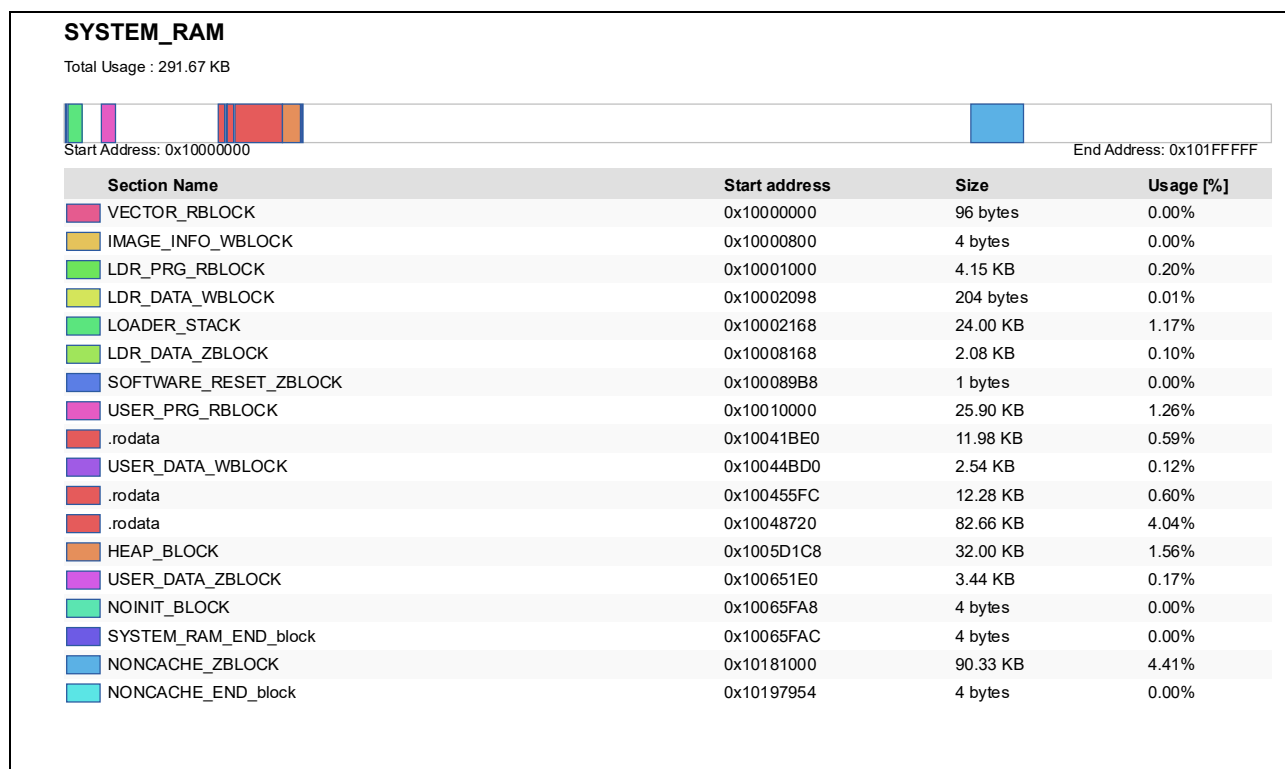 SYSTEM_RAM
Total Usage : 291.67 KB
Start Address: 0x10000000 End Address: 0x101FFFFF
Section Name Start address Size Usage [%]
VECTOR_RBLOCK 0x10000000 96 bytes 0.00%
IMAGE_INFO_WBLOCK 0x10000800 4 bytes 0.00%
LDR_PRG_RBLOCK 0x10001000 4.15 KB 0.20%
LDR_DATA_WBLOCK 0x10002098 204 bytes 0.01%
LOADER_STACK 0x10002168 24.00 KB 1.17%
LDR_DATA_ZBLOCK 0x10008168 2.08 KB 0.10%
SOFTWARE_RESET_ZBLOCK 0x100089B8 1 bytes 0.00%
USER_PRG_RBLOCK 0x10010000 25.90 KB 1.26%
.rodata 0x10041BE0 11.98 KB 0.59%
USER_DATA_WBLOCK 0x10044BD0 2.54 KB 0.12%
.rodata 0x100455FC 12.28 KB 0.60%
.rodata 0x10048720 82.66 KB 4.04%
HEAP_BLOCK 0x1005D1C8 32.00 KB 1.56%
USER_DATA_ZBLOCK 0x100651E0 3.44 KB 0.17%
NOINIT_BLOCK 0x10065FA8 4 bytes 0.00%
SYSTEM_RAM_END_block 0x10065FAC 4 bytes 0.00%
NONCACHE_ZBLOCK 0x10181000 90.33 KB 4.41%
NONCACHE_END_block 0x10197954 4 bytes 0.00%